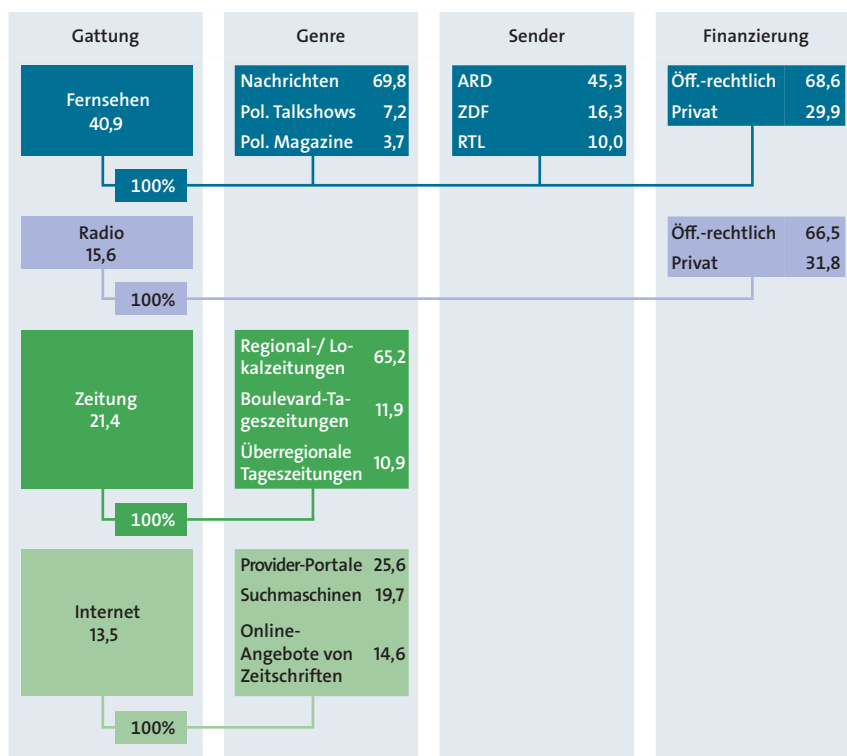 Gattung Genre Sender Finanzierung
Fernsehen
40,9
Nachrichten 69,8
Pol. Talkshows 7,2
Pol. Magazine 3,7
ARD 45,3
ZDF 16,3
RTL 10,0
Öff.-rechtlich 68,6
Privat 29,9
100%
Radio
15,6
Öff.-rechtlich 66,5
Privat 31,8
100%
Zeitung
21,4
Regional-/ Lo-
kalzeitungen 65,2
Boulevard-Ta-
geszeitungen 11,9
Überregionale
Tageszeitungen 10,9
100%
Internet
13,5
Provider-Portale 25,6
Suchmaschinen 19,7
Online-
Angebote von 14,6
Zeitschriften
100%